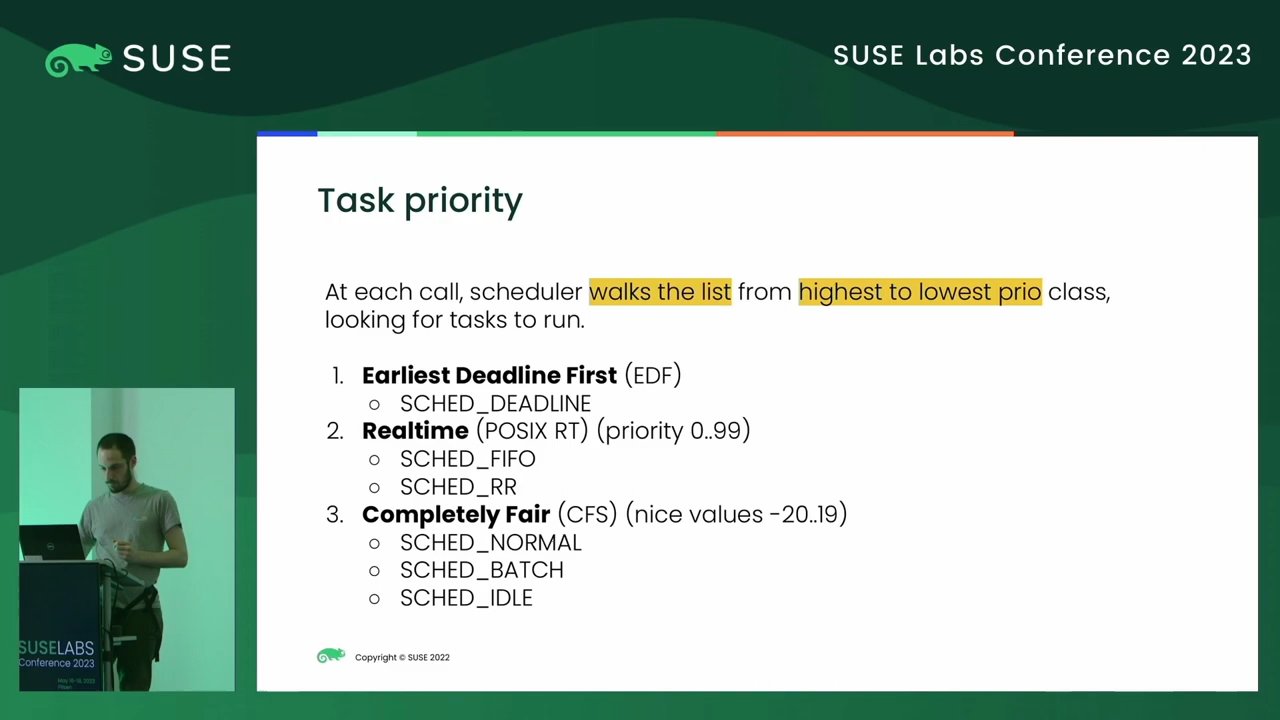 SUSE
SUSE Labs Conference 2023
Task priority
At each call, scheduler walks the list from highest to lowest prio class,
looking for tasks to run.
1. Earliest Deadline First (EDF)
○ SCHED_DEADLINE
2. Realtime (POSIX RT) (priority 0..99)
○ SCHED_FIFO
○ SCHED_RR
3. Completely Fair (CFS) (nice values -20..19)
○ SCHED_NORMAL
○ SCHED_BATCH
○ SCHED_IDLE
Copyright © SUSE 2022
SUSELABS
Conference 2023